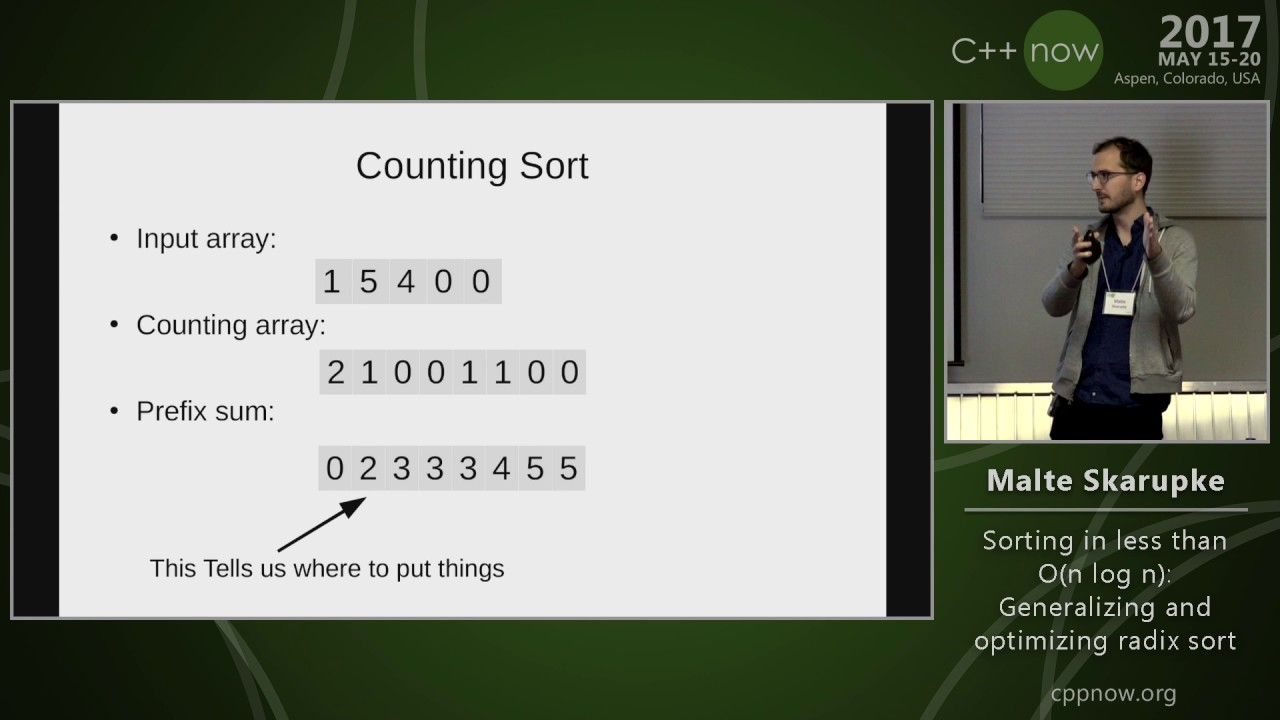 C++ now
2017
MAY 15-20
Aspen, Colorado, USA
Counting Sort
• Input array:
1 5 4 0 0
• Counting array:
2 1 0 0 1 1 0 0
• Prefix sum:
0 2 3 3 3 4 5 5
This Tells us where to put things
Malte Skarupke
Sorting in less than
O(n log n):
Generalizing and
optimizing radix sort
cppnow.org